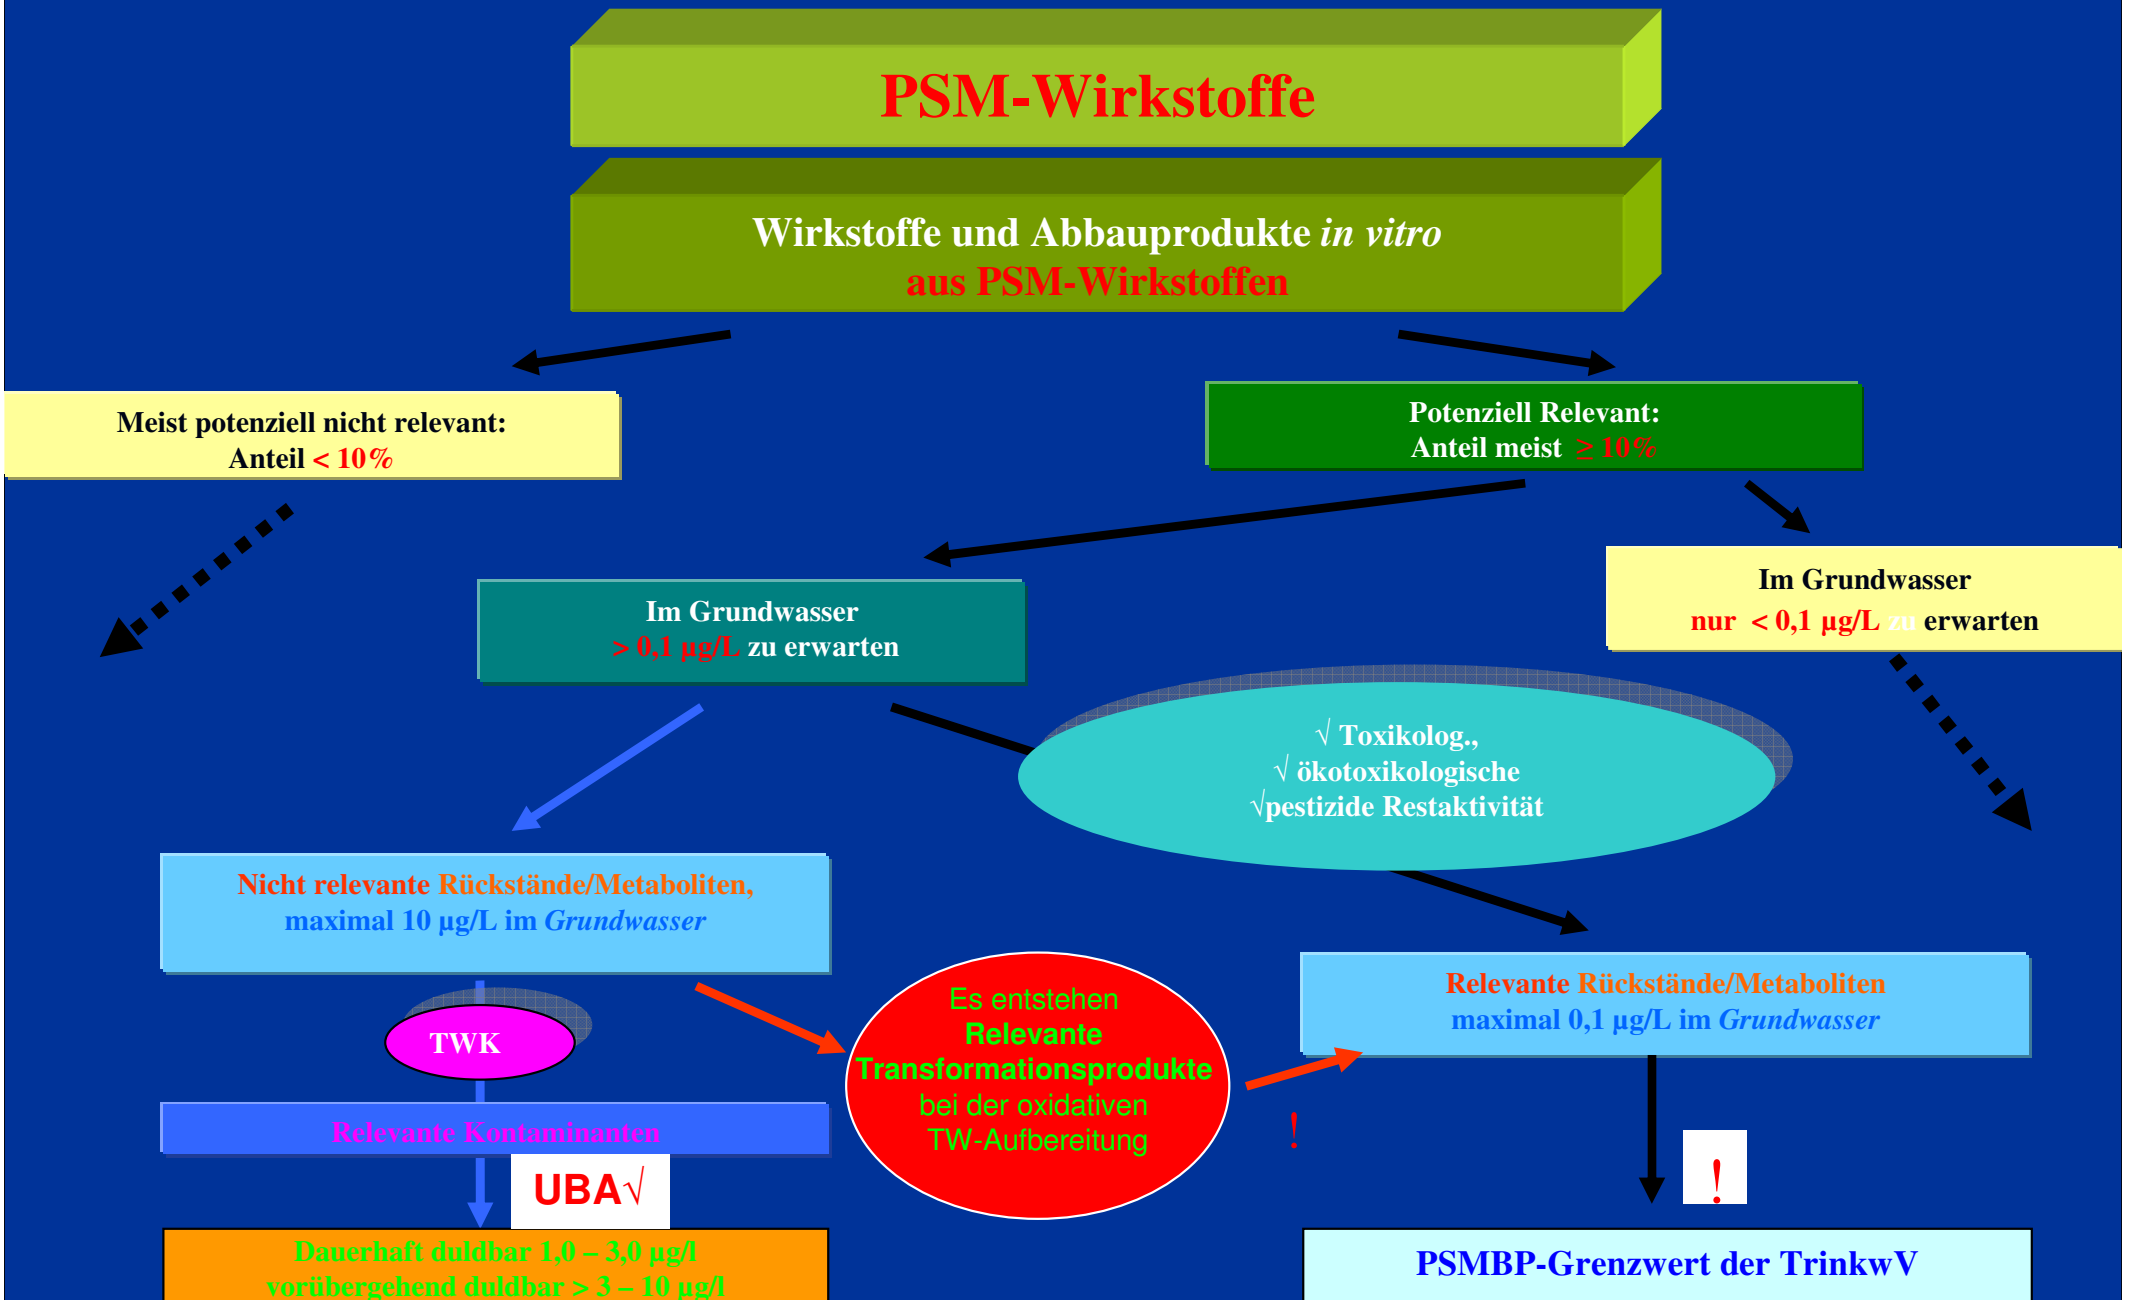 PSM-Wirkstoffe
Wirkstoffe und Abbauprodukte in vitro
aus PSM-Wirkstoffen
Meist potenziell nicht relevant:
Anteil < 10%
Potenziell Relevant:
Anteil meist ≥ 10%
Im Grundwasser
> 0,1 µg/L zu erwarten
Im Grundwasser
nur < 0,1 µg/L zu erwarten
√ Toxikolog.,
√ ökotoxikologische
√pestizide Restaktivität
Nicht relevante Rückstände/Metaboliten,
maximal 10 µg/L im Grundwasser
TWK
Relevante Kontaminanten
UBA√
Dauerhaft duldbar 1,0 – 3,0 µg/l
vorübergehend duldbar > 3 – 10 µg/l
Es entstehen
Relevante
Transformationsprodukte
bei der oxidativen
TW-Aufbereitung
!
Relevante Rückstände/Metaboliten
maximal 0,1 µg/L im Grundwasser
!
PSMBP-Grenzwert der TrinkwV